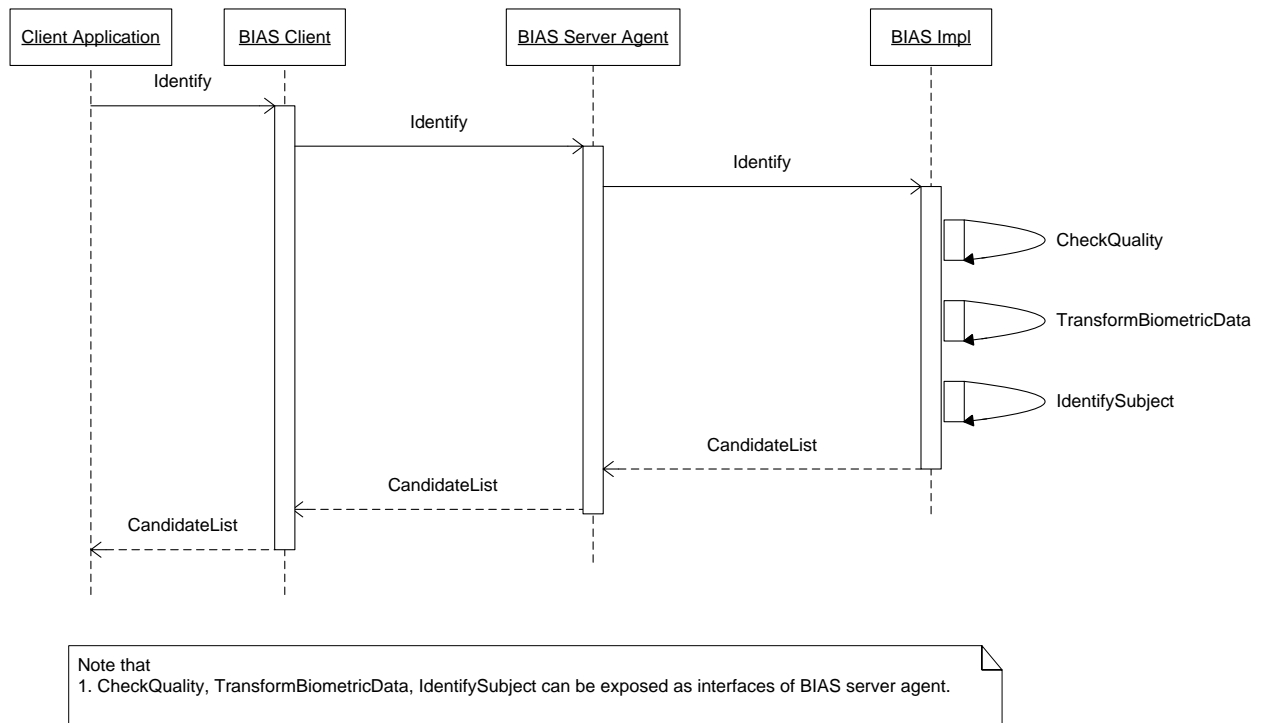 Client Application
BIAS Client
BIAS Server Agent
BIAS Impl
Identify
Identify
Identify
CheckQuality
TransformBiometricData
IdentifySubject
CandidateList
CandidateList
CandidateList
Note that
1. CheckQuality, TransformBiometricData, IdentifySubject can be exposed as interfaces of BIAS server agent.